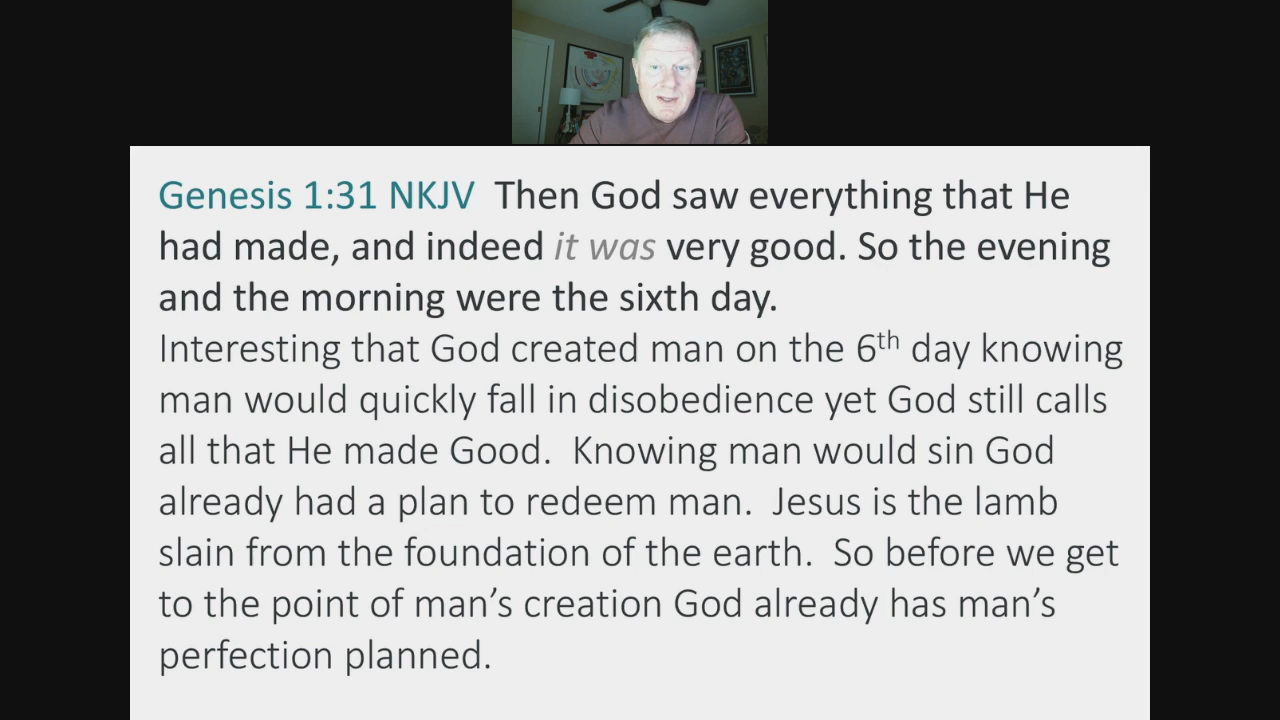 Genesis 1:31 NKJV  Then God saw everything that He
had made, and indeed it was very good. So the evening
and the morning were the sixth day.
Interesting that God created man on the 6th day knowing
man would quickly fall in disobedience yet God still calls
all that He made Good.  Knowing man would sin God
already had a plan to redeem man.  Jesus is the lamb
slain from the foundation of the earth.  So before we get
to the point of man’s creation God already has man’s
perfection planned.